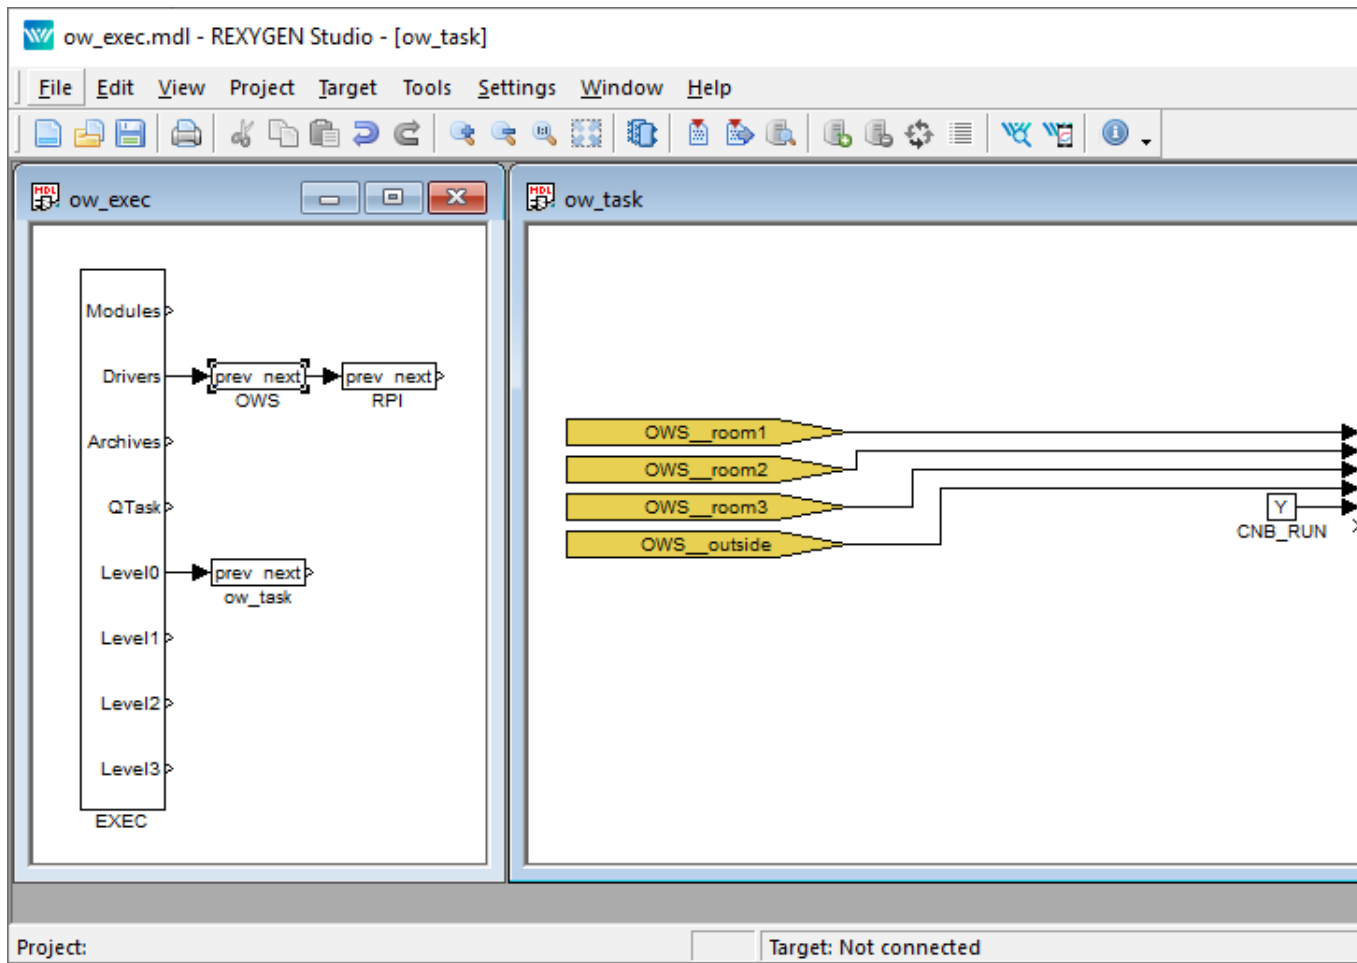 ow_exec.mdl - REXYGEN Studio - [ow_task]
File Edit View Project Target Tools Settings Window Help
ow_exec
Modules
Drivers
prev next
OWS
prev next
RPI
Archives
QTask
Level0
prev next
ow_task
Level1
Level2
Level3
EXEC
ow_task
OWS__room1
OWS__room2
OWS__room3
OWS__outside
Y
CNB_RUN
Project:
Target: Not connected